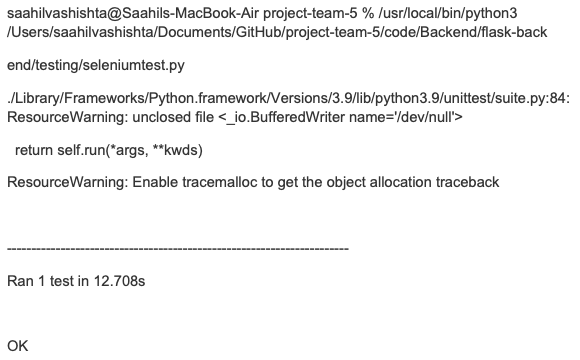 saahilvashishta@Saahils-MacBook-Air project-team-5 % /usr/local/bin/python3
/Users/saahilvashishta/Documents/GitHub/project-team-5/code/Backend/flask-back
end/testing/seleniumtest.py
./Library/Frameworks/Python.framework/Versions/3.9/lib/python3.9/unittest/suite.py:84:
ResourceWarning: unclosed file <_io.BufferedWriter name='/dev/null'>
  return self.run(*args, **kwds)
ResourceWarning: Enable tracemalloc to get the object allocation traceback
----------------------------------------------------------------------
Ran 1 test in 12.708s
OK